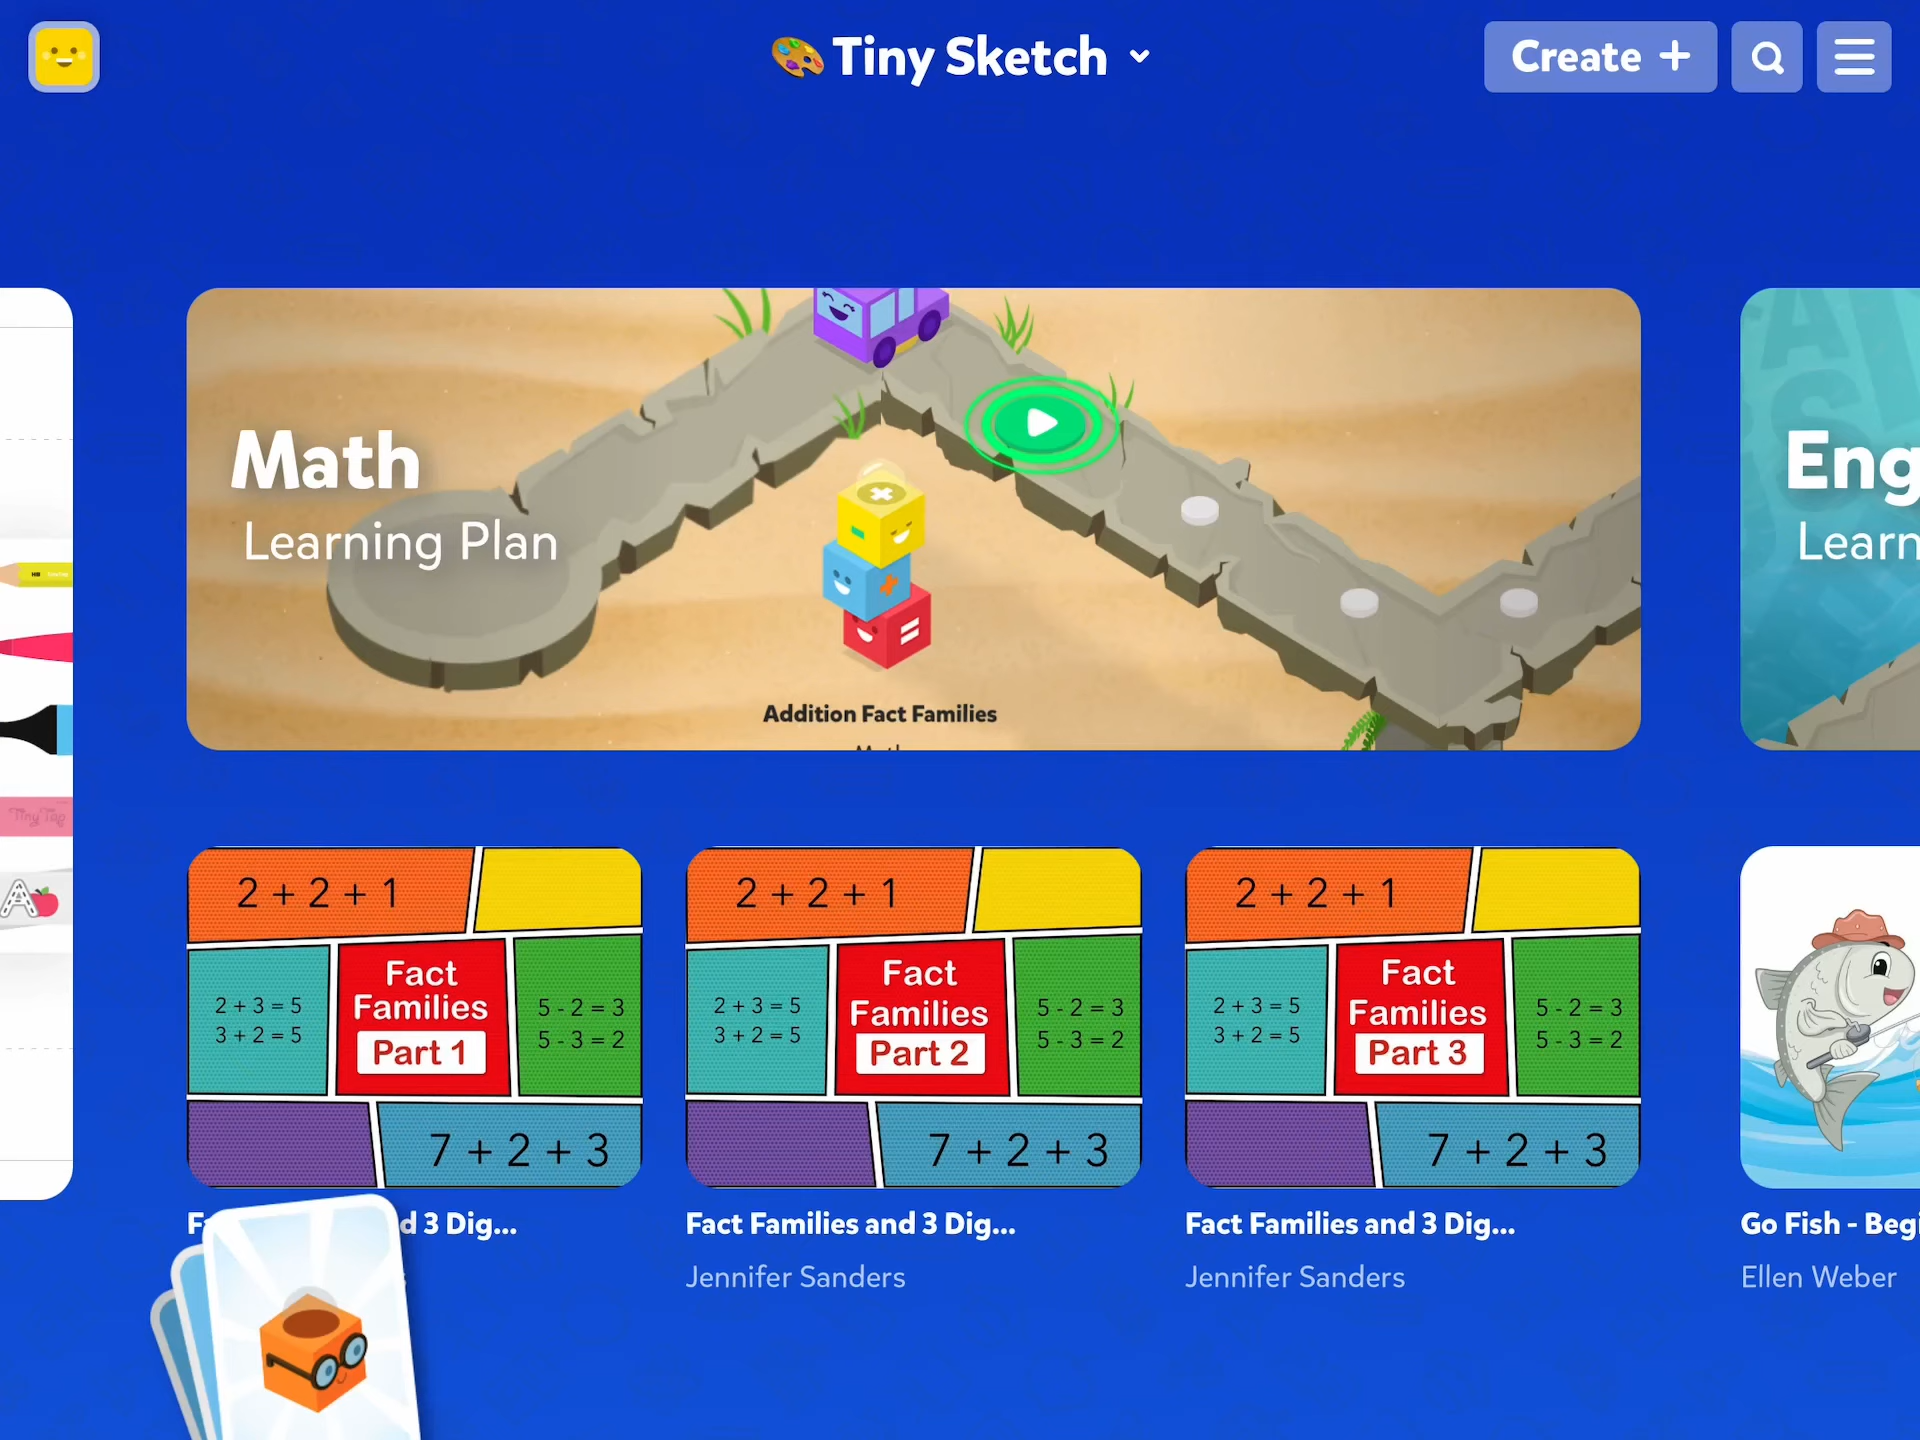 Tiny Sketch
Create +
Math
Learning Plan
Addition Fact Families
Eng
Learn
HB
Tiny Tap
A
2 + 2 + 1
2 + 3 = 5
3 + 2 = 5
Fact
Families
Part 1
5 - 2 = 3
5 - 3 = 2
7 + 2 + 3
2 + 2 + 1
2 + 3 = 5
3 + 2 = 5
Fact
Families
Part 2
5 - 2 = 3
5 - 3 = 2
7 + 2 + 3
2 + 2 + 1
2 + 3 = 5
3 + 2 = 5
Fact
Families
Part 3
5 - 2 = 3
5 - 3 = 2
7 + 2 + 3
d 3 Dig...
Fact Families and 3 Dig...
Jennifer Sanders
Fact Families and 3 Dig...
Jennifer Sanders
Go Fish - Begi
Ellen Weber